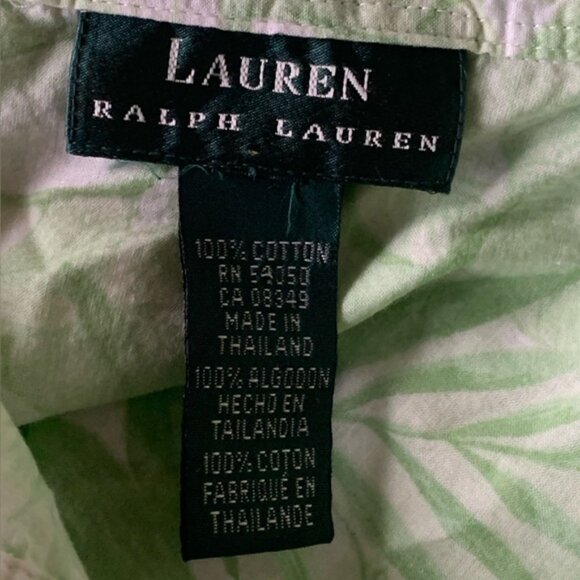 LAUREN
RALPH LAUREN
100% COTTON
RN 54050
CA 08349
MADE IN
THAILAND
100% ALGODON
HECHO EN
TAILANDIA
100% COTON
FABRIQUÉ EN
THAILANDE